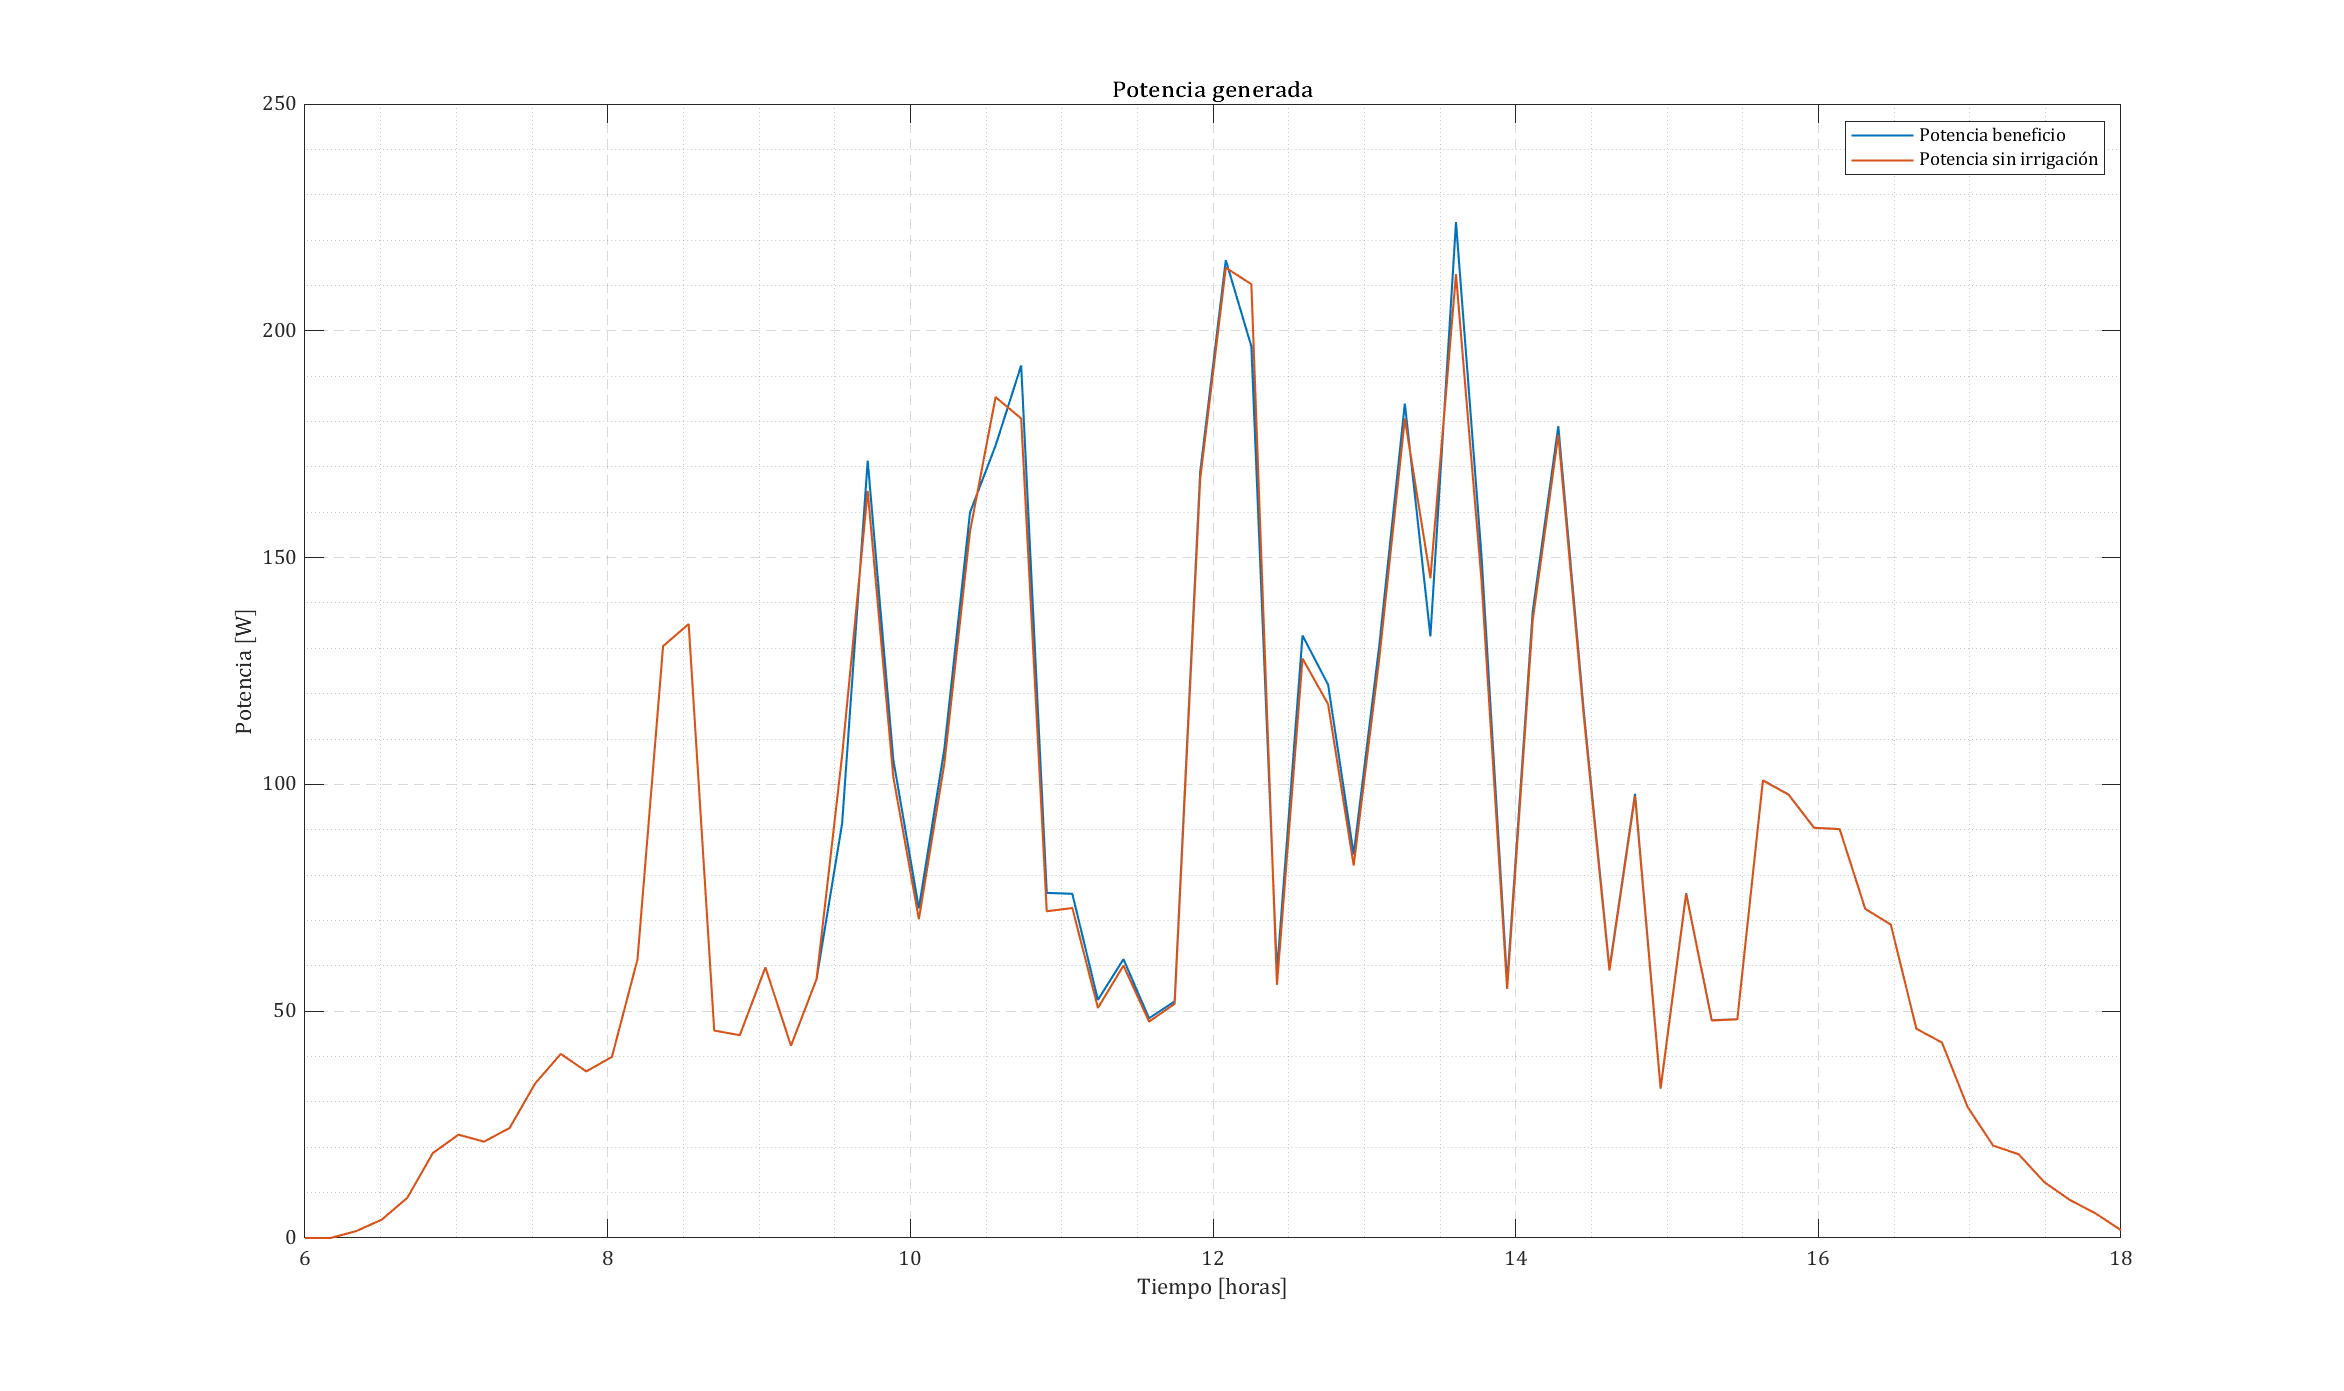 Potencia generada
250
200
150
100
50
0
Potencia [W]
Potencia beneficio
Potencia sin irrigación
6 8 10 12 14 16 18
Tiempo [horas]